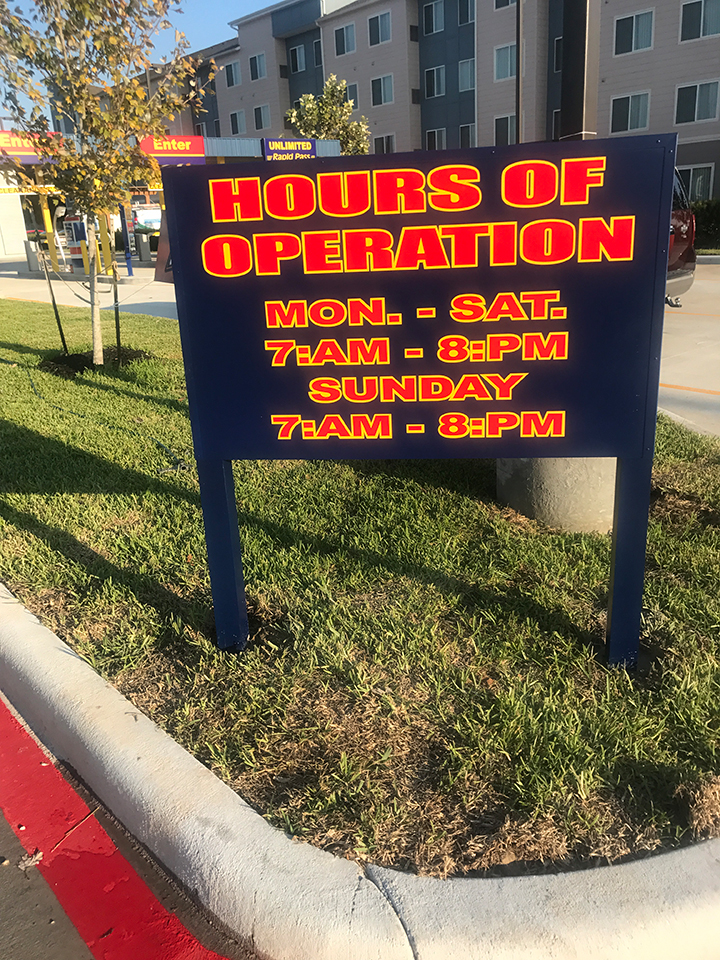 Enter
Enter
UNLIMITED
Rapid Pass
HOURS OF
OPERATION
MON. - SAT.
7:AM - 8:PM
SUNDAY
7:AM - 8:PM